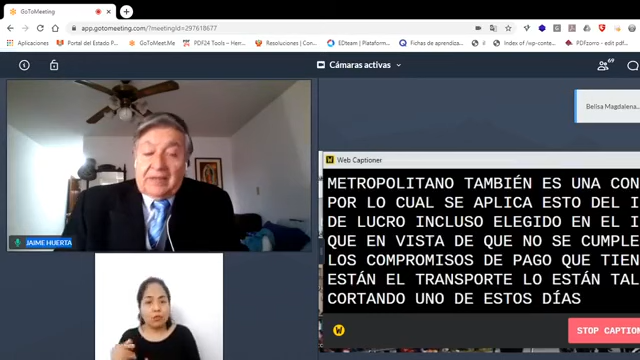 GoToMeeting
app.gotomeeting.com/?meetingId=297618677
Aplicaciones
Portal del Estado P
GoToMeet.Me
PDF24 Tools – Herr...
Resoluciones | Con...
EDteam | Plataform...
Fichas de aprendizaj...
Index of /wp-conte...
PDFzorro - edit pdf...
Cámaras activas
69
Belisa Magdalena...
Web Captioner
METROPOLITANO TAMBIÉN ES UNA CON
POR LO CUAL SE APLICA ESTO DEL I
DE LUCRO INCLUSO ELEGIDO EN EL I
QUE EN VISTA DE QUE NO SE CUMPLE
LOS COMPROMISOS DE PAGO QUE TIEN
ESTÁN EL TRANSPORTE LO ESTÁN TAL
CORTANDO UNO DE ESTOS DÍAS
STOP CAPTION
JAIME HUERTA